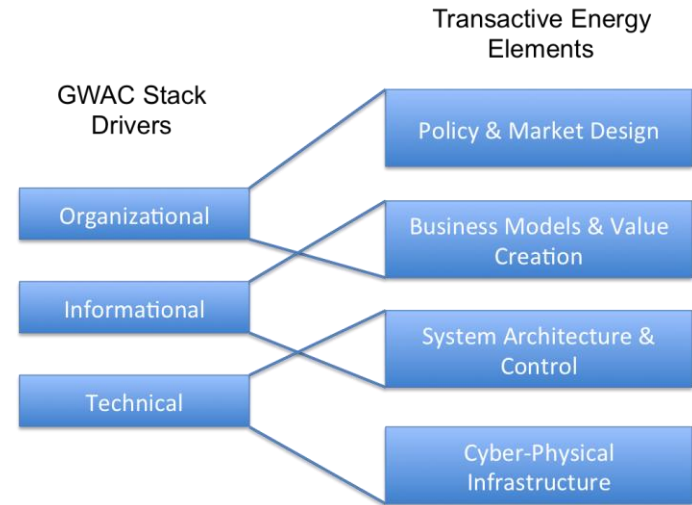 Transactive Energy
Elements
GWAC Stack
Drivers
Policy & Market Design
Organizational
Business Models & Value
Creation
Informational
System Architecture &
Control
Technical
Cyber-Physical
Infrastructure